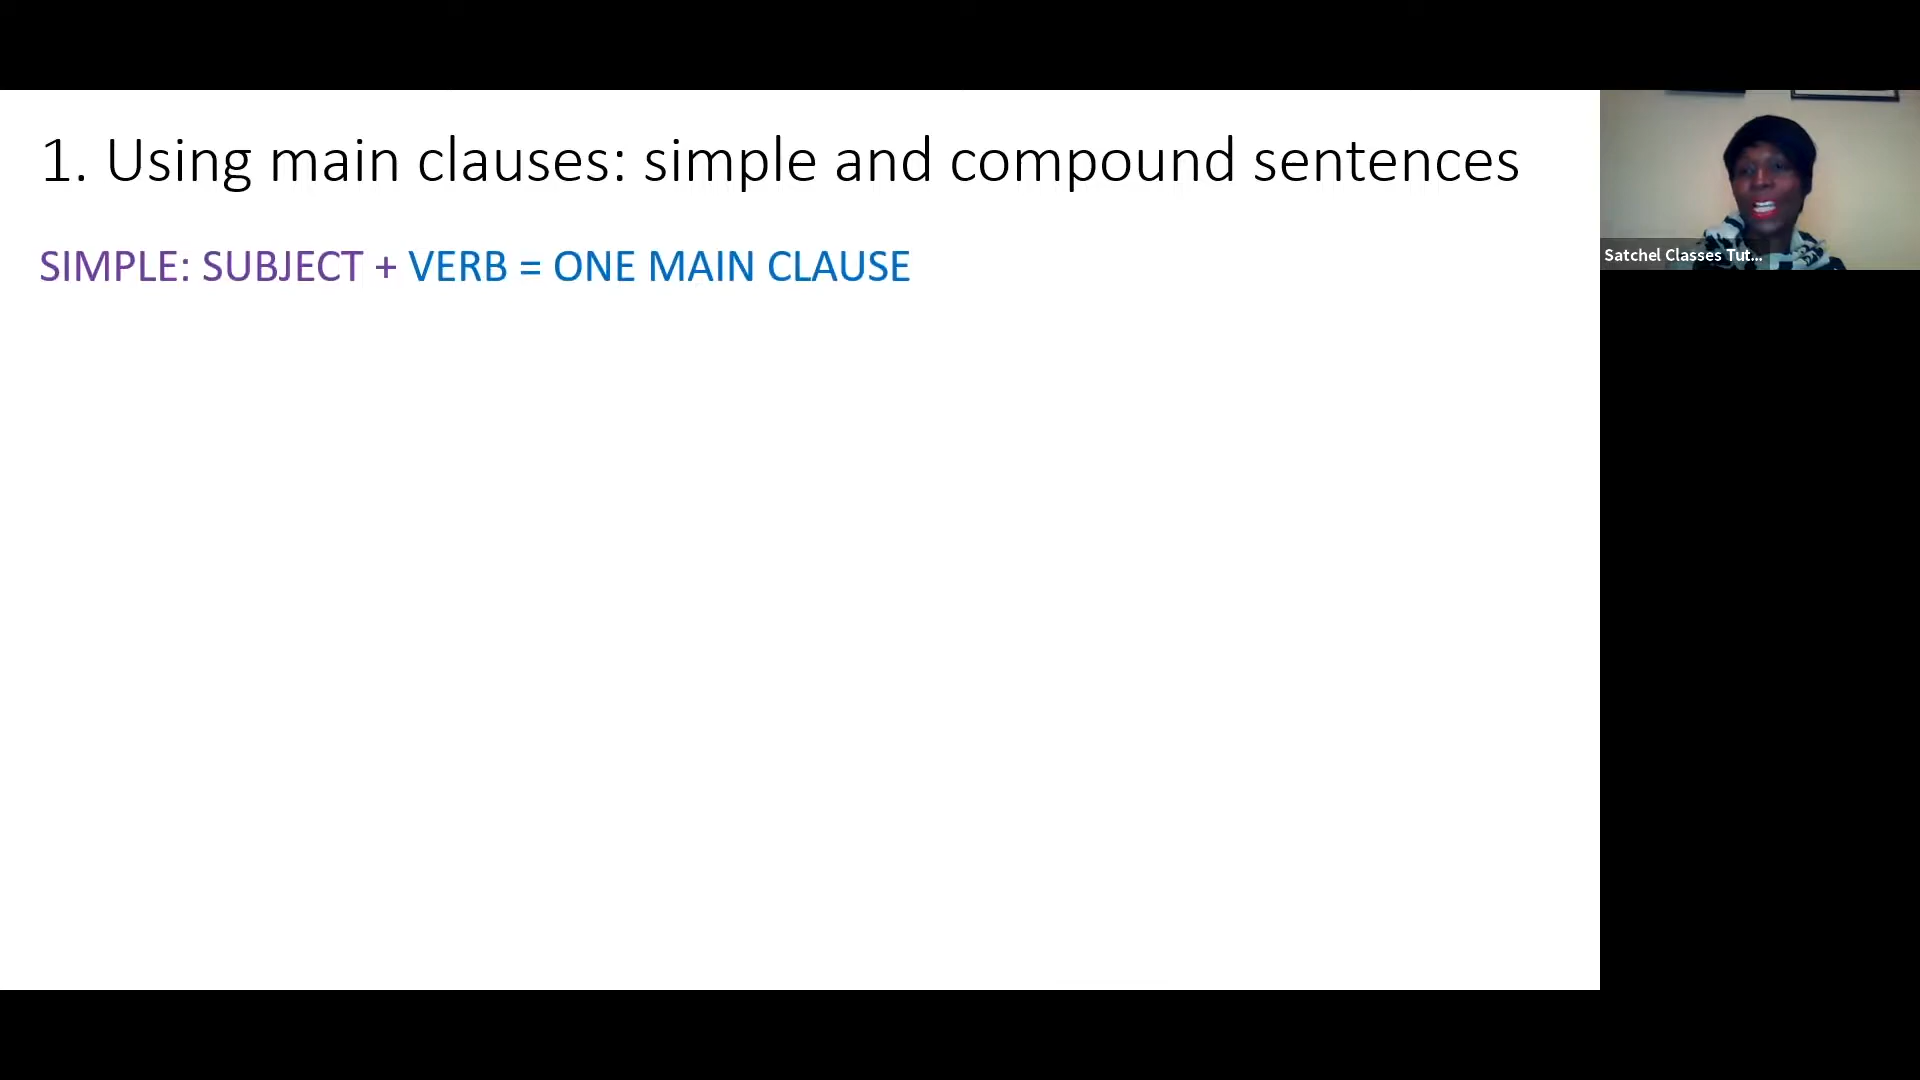 1. Using main clauses: simple and compound sentences
SIMPLE: SUBJECT + VERB = ONE MAIN CLAUSE
Satchel Classes Tut...